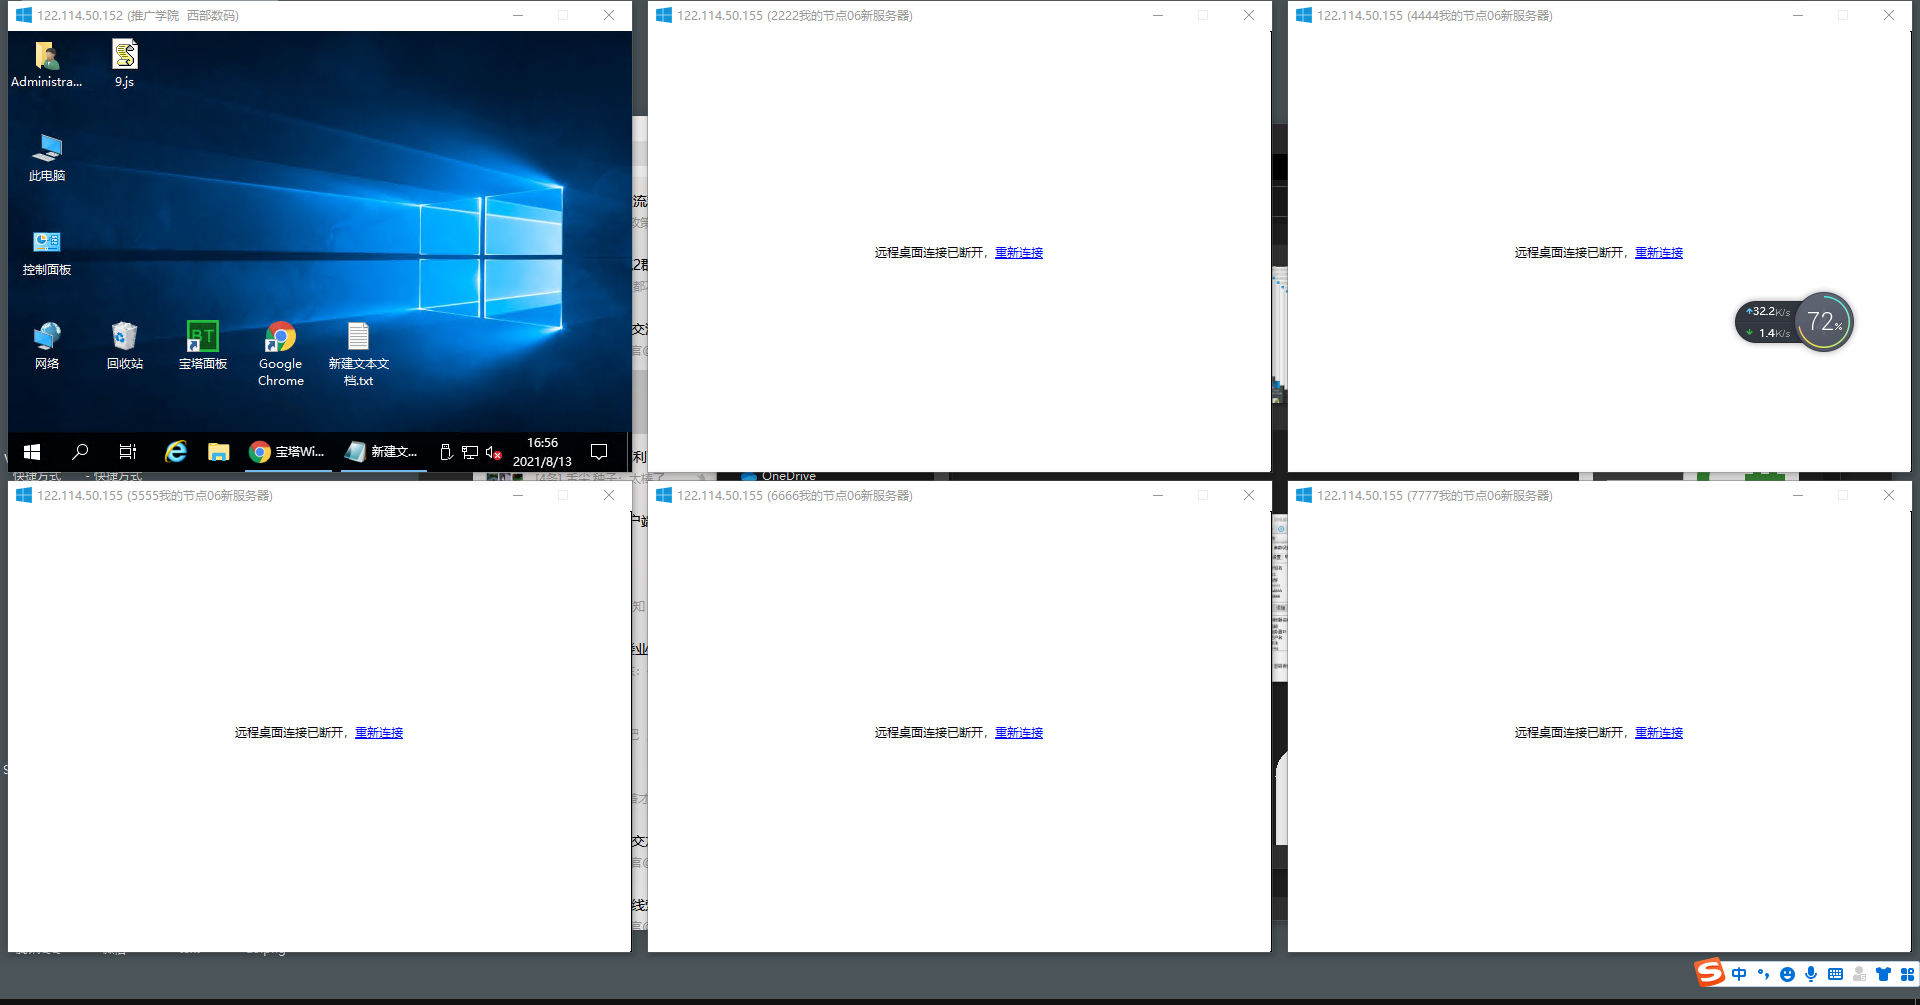 122.114.50.152 (推广学院 西部数码)
Administra...
9.js
此电脑
控制面板
网络
回收站
BT
宝塔面板
Google
Chrome
新建文本文
档.txt
宝塔Wi...
新建文...
16:56
2021/8/13
122.114.50.155 (2222我的节点06新服务器)
远程桌面连接已断开，重新连接
122.114.50.155 (4444我的节点06新服务器)
远程桌面连接已断开，重新连接
32.2K/s
1.4K/s
72%
快捷方式
- 快捷方式
OneDrive
122.114.50.155 (5555我的节点06新服务器)
远程桌面连接已断开，重新连接
122.114.50.155 (6666我的节点06新服务器)
远程桌面连接已断开，重新连接
122.114.50.155 (7777我的节点06新服务器)
远程桌面连接已断开，重新连接
中